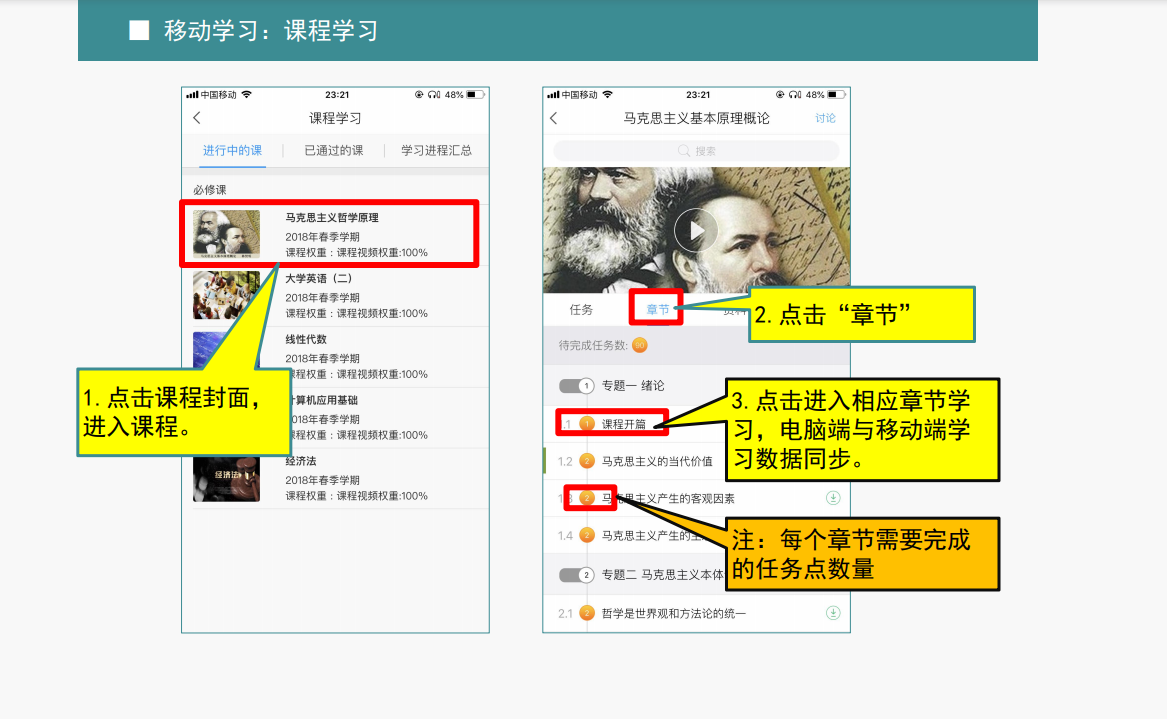 移动学习：课程学习
中国移动
23:21
48%
课程学习
进行中的课
已通过的课
学习进程汇总
必修课
马克思主义哲学原理
2018年春季学期
课程权重：课程视频权重:100%
大学英语（二）
2018年春季学期
课程权重：课程视频权重:100%
线性代数
2018年春季学期
程权重：课程视频权重:100%
算机应用基础
018年春季学期
程权重：课程视频权重:100%
经济法
经济法
2018年春季学期
课程权重：课程视频权重:100%
1.点击课程封面，
进入课程。
中国移动
23:21
48%
马克思主义基本原理概论
讨论
搜索
任务
章节
2.点击“章节”
待完成任务数:
1 专题一 绪论
1 课程开篇
1.2 2 马克思主义的当代价值
2 马克思主义产生的客观因素
1.4 2 马克思主义产生的
2 专题二 马克思主义本体
2.1 2 哲学是世界观和方法论的统一
3.点击进入相应章节学
习，电脑端与移动端学
习数据同步。
注：每个章节需要完成
的任务点数量